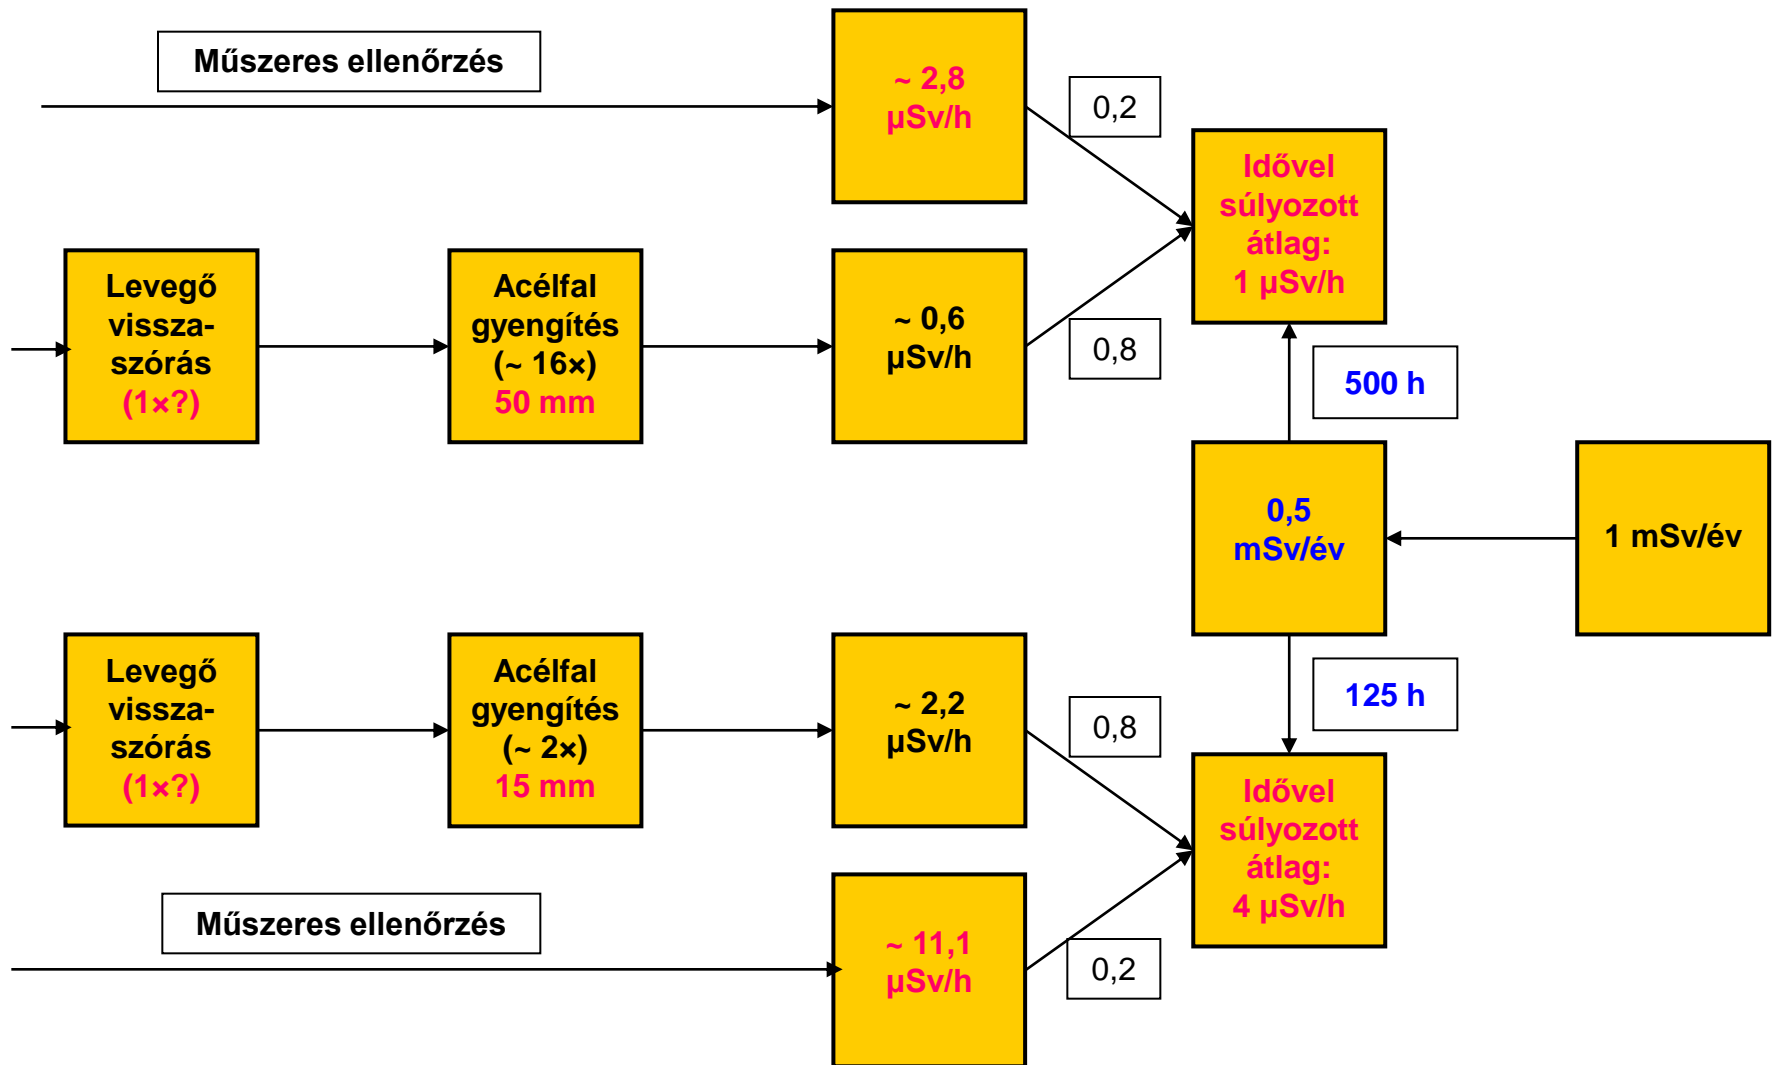 Műszeres ellenőrzés
~ 2,8
µSv/h
0,2
Idővel
súlyozott
átlag:
1 µSv/h
Levegő
vissza-
szórás
(1×?)
Acélfal
gyengítés
(~ 16×)
50 mm
~ 0,6
µSv/h
0,8
500 h
0,5
mSv/év
1 mSv/év
Levegő
vissza-
szórás
(1×?)
Acélfal
gyengítés
(~ 2×)
15 mm
~ 2,2
µSv/h
0,8
125 h
Idővel
súlyozott
átlag:
4 µSv/h
Műszeres ellenőrzés
~ 11,1
µSv/h
0,2